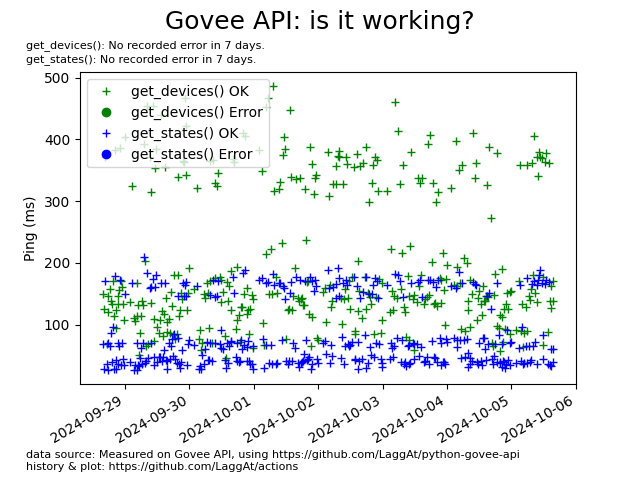 Govee API: is it working?
get_devices(): No recorded error in 7 days.
get_states(): No recorded error in 7 days.
get_devices() OK
get_devices() Error
get_states() OK
get_states() Error
Ping (ms)
500
400
300
200
100
2024-09-29
2024-09-30
2024-10-01
2024-10-02
2024-10-03
2024-10-04
2024-10-05
2024-10-06
data source: Measured on Govee API, using https://github.com/LaggAt/python-govee-api
history & plot: https://github.com/LaggAt/actions